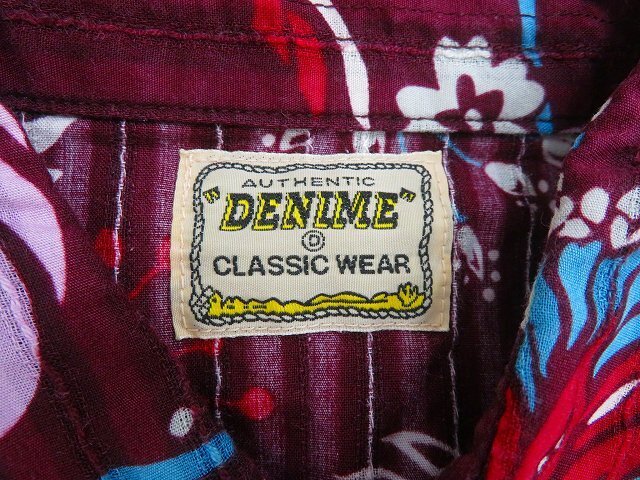 AUTHENTIC
"DENIME"
Ⓓ
CLASSIC WEAR